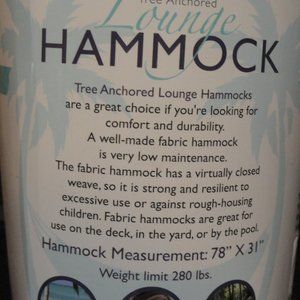 Tree Anchored
Lounge
HAMMOCK
Tree Anchored Lounge Hammocks
are a great choice if you're looking for
comfort and durability.
A well-made fabric hammock
is very low maintenance.
The fabric hammock has a virtually closed
weave, so it is strong and resilient to
excessive use or against rough-housing
children. Fabric hammocks are great for
use on the deck, in the yard, or by the pool.
Hammock Measurement: 78” X 31”
Weight limit 280 lbs.